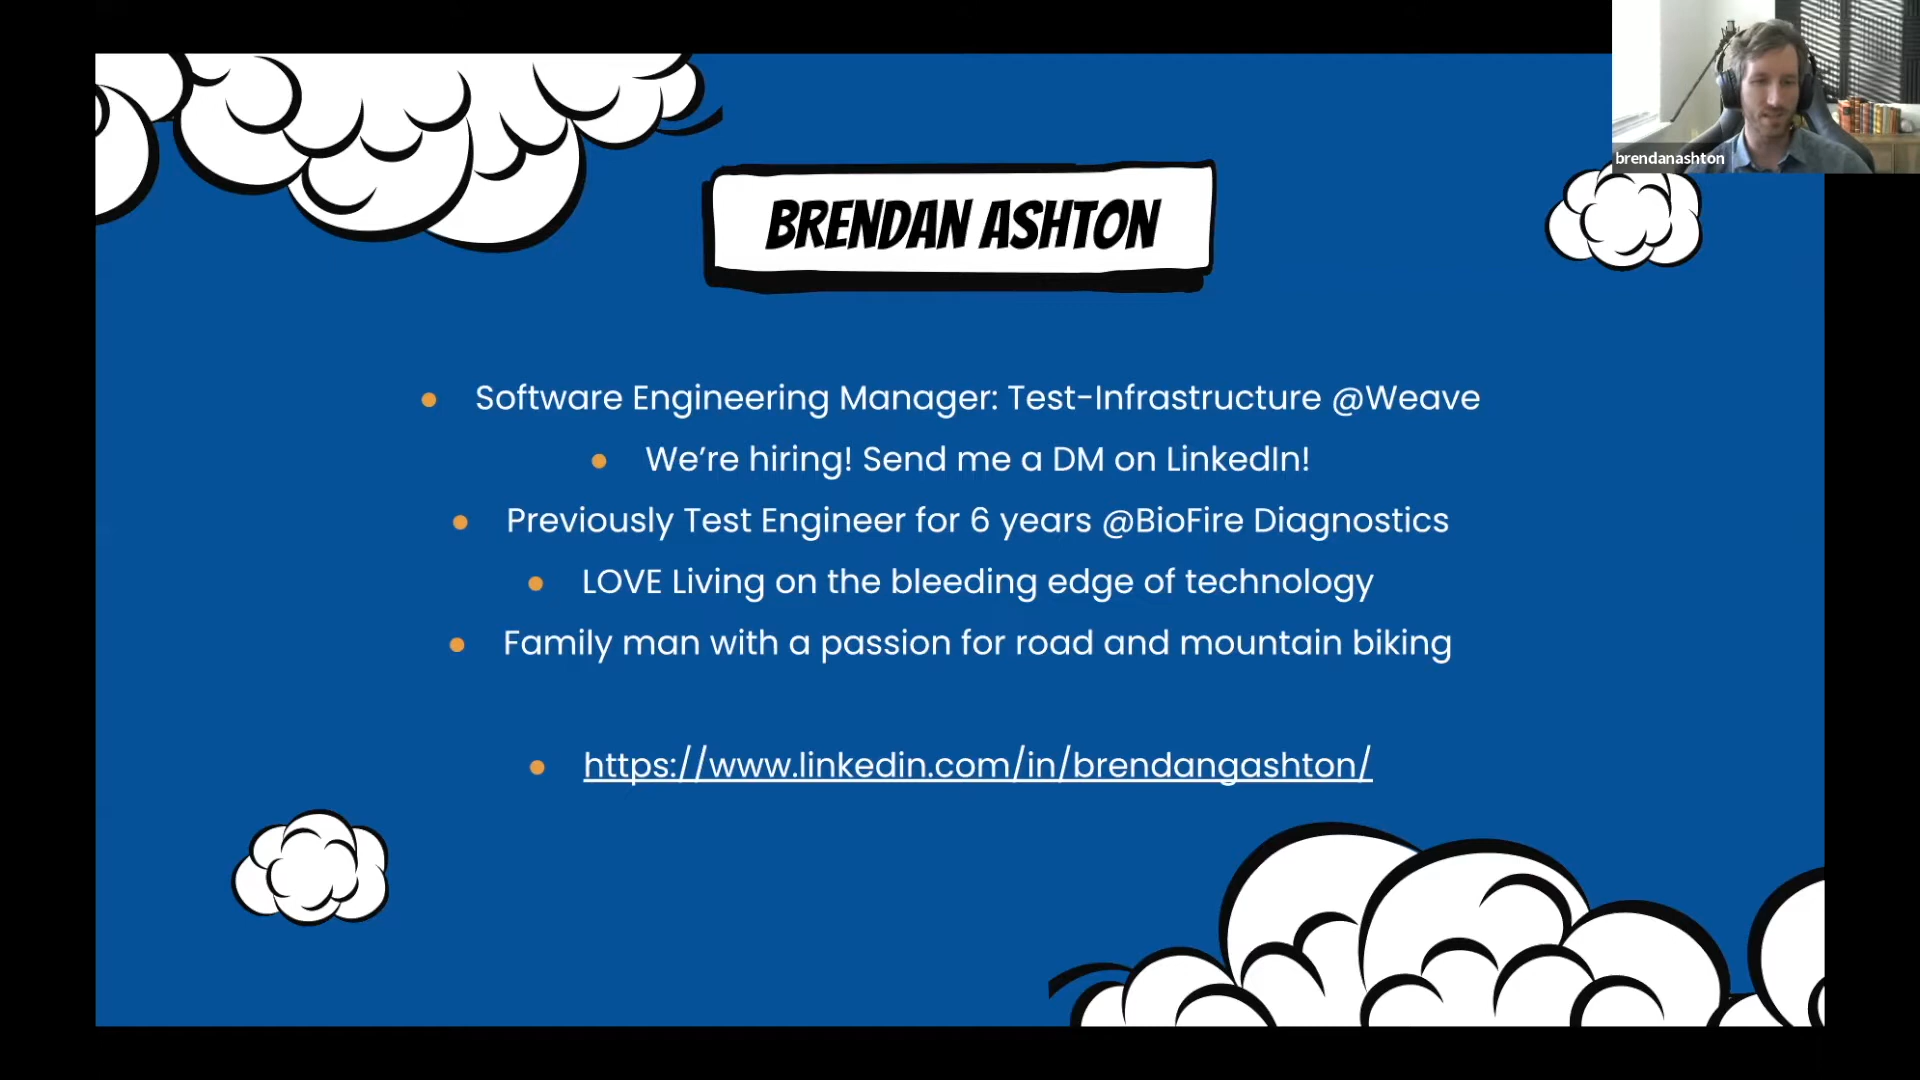 brendanashton
BRENDAN ASHTON
Software Engineering Manager: Test-Infrastructure @Weave
We’re hiring! Send me a DM on LinkedIn!
Previously Test Engineer for 6 years @BioFire Diagnostics
LOVE Living on the bleeding edge of technology
Family man with a passion for road and mountain biking
https://www.linkedin.com/in/brendangashton/